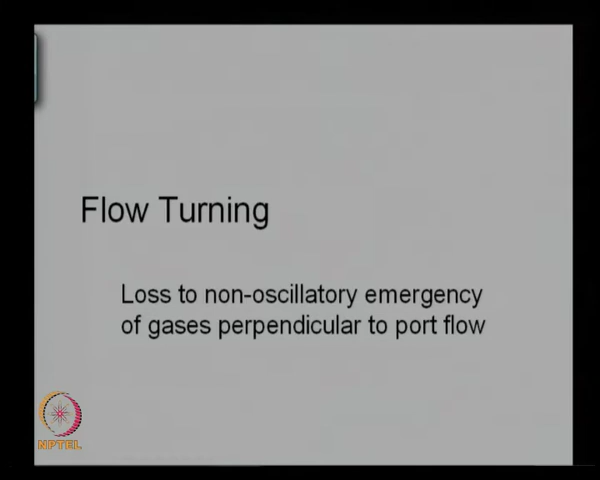 Flow Turning
Loss to non-oscillatory emergency
of gases perpendicular to port flow
NPTEL